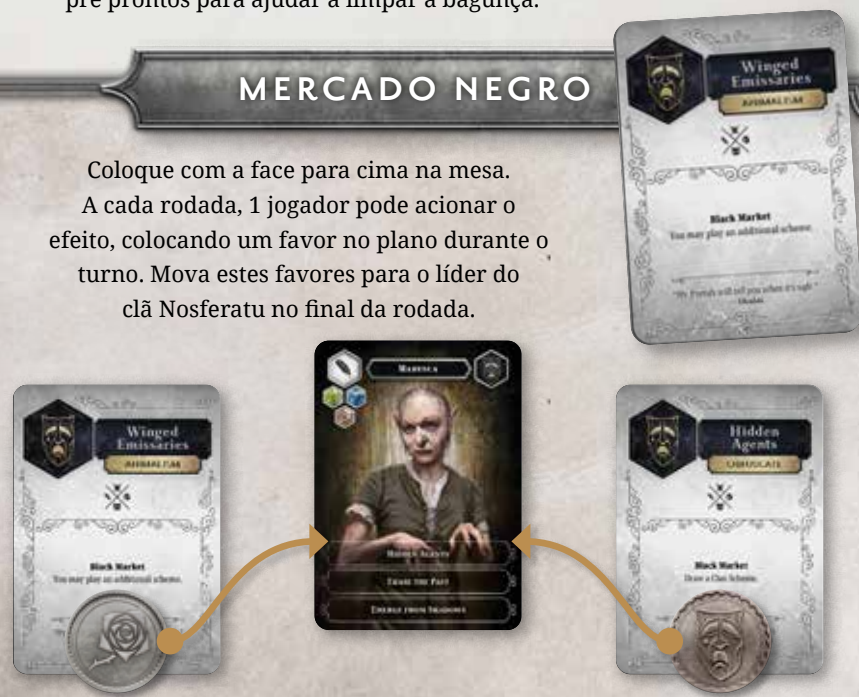 pré prontos para ajudar a limpar a bagunça.
MERCADO NEGRO
Coloque com a face para cima na mesa.
A cada rodada, 1 jogador pode acionar o
efeito, colocando um favor no plano durante o
turno. Mova estes favores para o líder do
clã Nosferatu no final da rodada.
Winged
Emissaries
ANIMALISM
Black Market
You may play an additional scheme.
Winged
Emissaries
ANIMALISM
Black Market
You may play an additional scheme.
Hidden Agents
Erase the Past
Emerge from Shadows
Hidden
Agents
OBFUSCATE
Black Market
Draw a Clan Scheme.